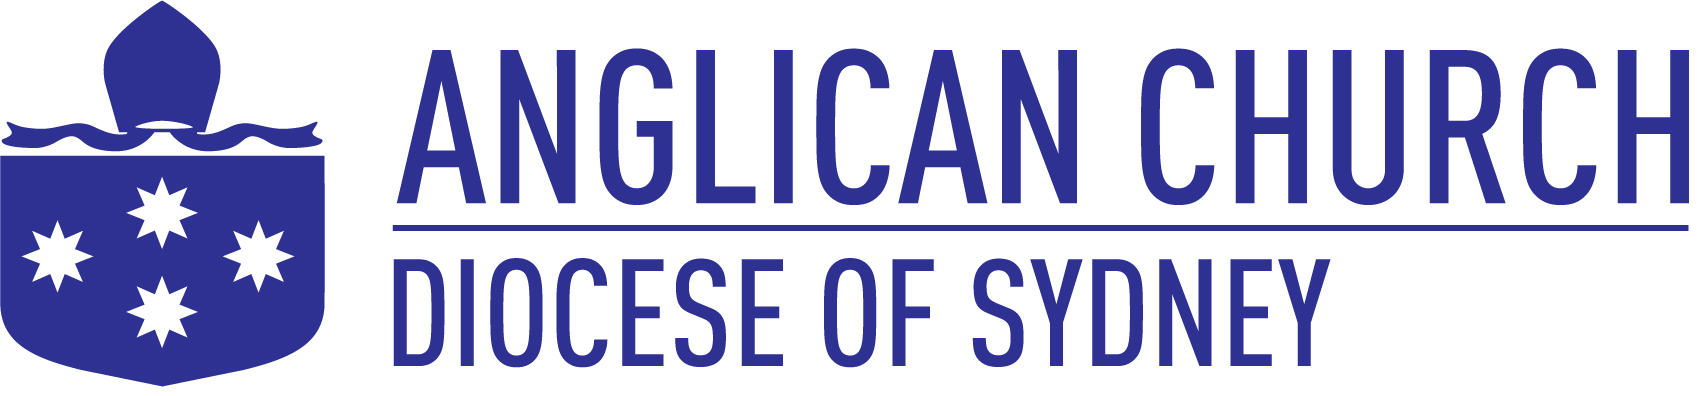 ANGLICAN CHURCH
DIOCESE OF SYDNEY